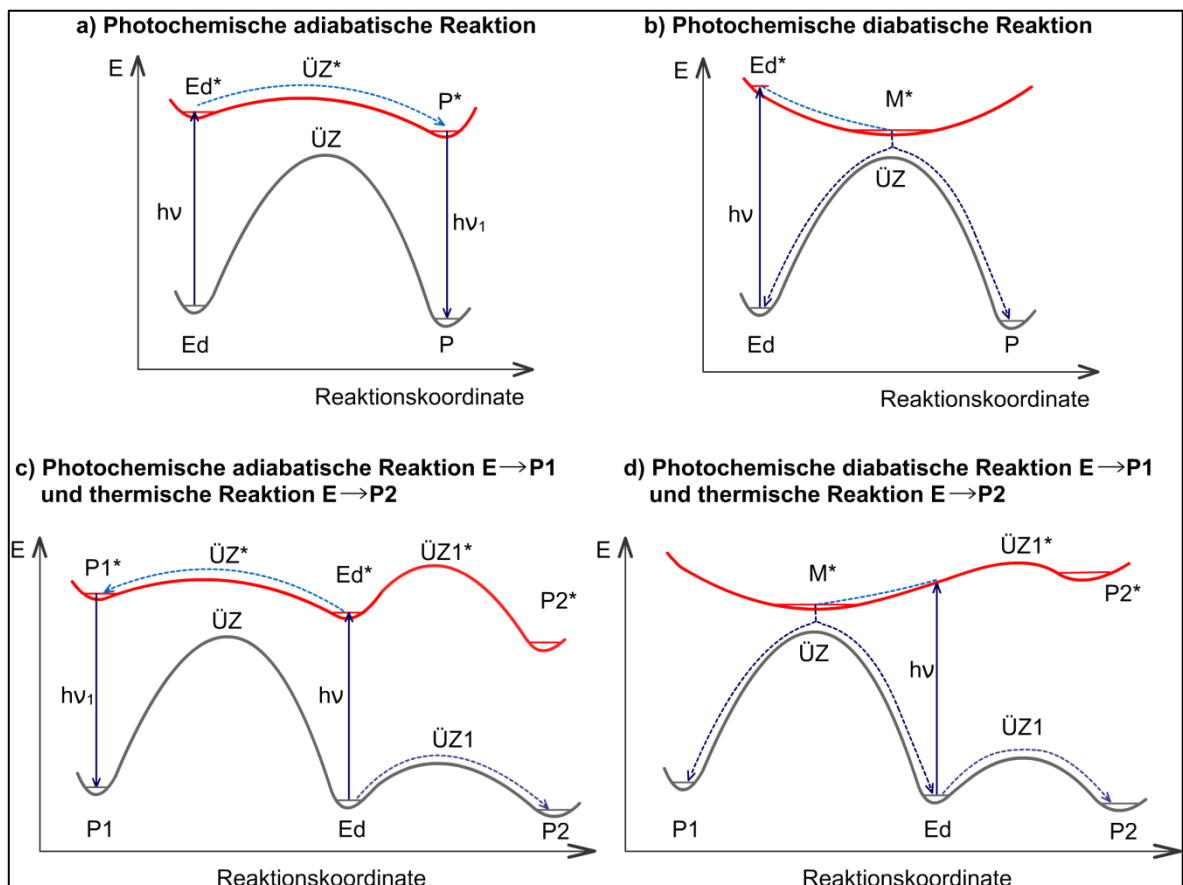 a) Photochemische adiabatische Reaktion
E
Ed*
ÜZ*
P*
ÜZ
hν
hν₁
Ed
P
Reaktionskoordinate
b) Photochemische diabatische Reaktion
E
Ed*
M*
ÜZ
hν
Ed
P
Reaktionskoordinate
c) Photochemische adiabatische Reaktion E→P1
und thermische Reaktion E→P2
E
P1*
ÜZ*
Ed*
ÜZ1*
P2*
ÜZ
hν₁
hν
ÜZ1
P1
Ed
P2
Reaktionskoordinate
d) Photochemische diabatische Reaktion E→P1
und thermische Reaktion E→P2
E
M*
ÜZ1*
P2*
ÜZ
hν
ÜZ1
P1
Ed
P2
Reaktionskoordinate